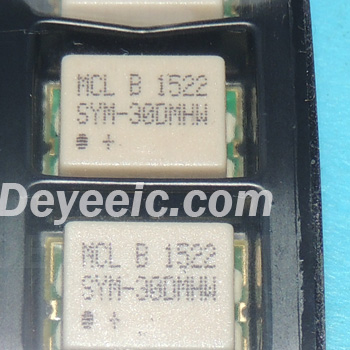 MCL B 1522
SYM-30DMHW
+
Deyeeic.com
MCL B 1522
SYM-30DMHW
+